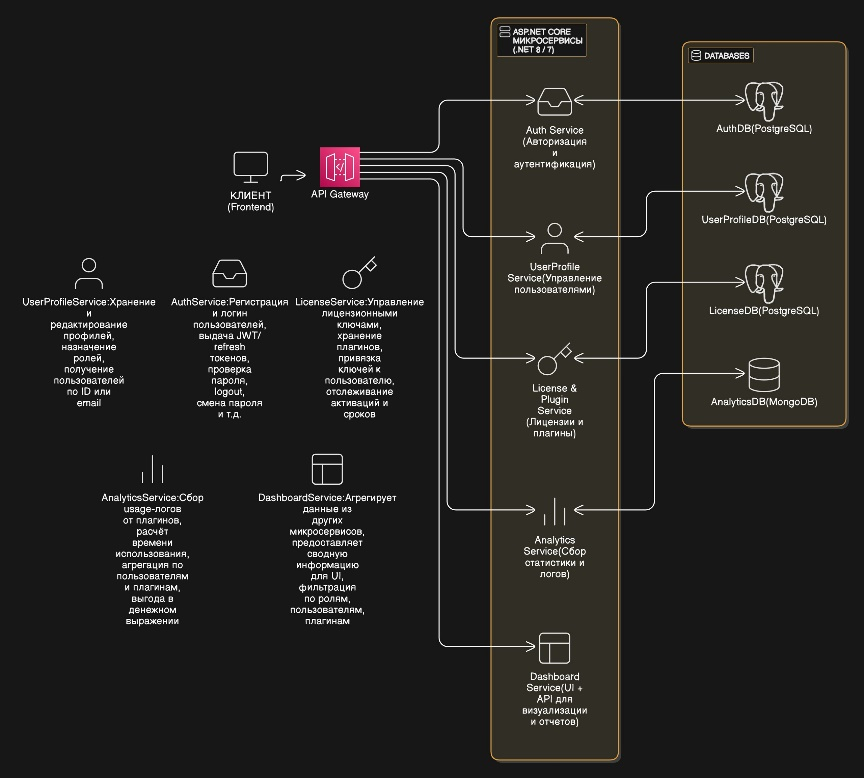 ASP.NET CORE
МИКРОСЕРВИСЫ
(.NET 8 / 7)
DATABASES
Auth Service
(Авторизация
и
аутентификация)
AuthDB(PostgreSQL)
КЛИЕНТ
(Frontend)
API Gateway
UserProfile
Service(Управление
пользователями)
UserProfileDB(PostgreSQL)
UserProfileService:Хранение
и
редактирование
профилей,
назначение
ролей,
получение
пользователей
по ID или
email
AuthService:Регистрация
и логин
пользователей,
выдача JWT/
refresh
токенов,
проверка
пароля,
logout,
смена пароля
и т.д.
LicenseService:Управление
лицензионными
ключами,
хранение
плагинов,
привязка
ключей к
пользователю,
отслеживание
активаций и
сроков
LicenseDB(PostgreSQL)
License &
Plugin
Service
(Лицензии и
плагины)
AnalyticsDB(MongoDB)
AnalyticsService:Сбор
usage-логов
от плагинов,
расчёт
времени
использования,
агрегация по
пользователям
и плагинам,
выгода в
денежном
выражении
DashboardService:Агрегирует
данные из
других
микросервисов,
предоставляет
сводную
информацию
для UI,
фильтрация
по ролям,
пользователям,
плагинам
Analytics
Service(Сбор
статистики и
логов)
Dashboard
Service(UI +
API для
визуализации
и отчетов)